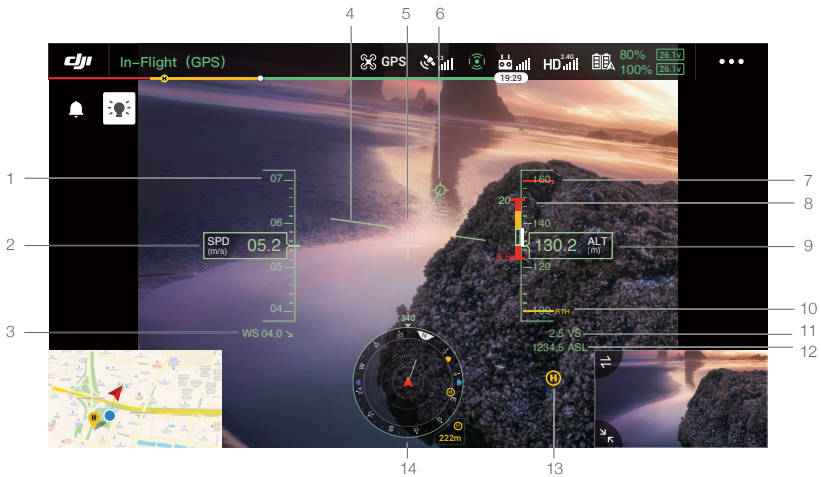 4 5 6
dji In-Flight (GPS) GPS 12 HD 2.4G 80% 26.1v
100% 26.1v
19:29
1 07 160 7
20 8
06 140
2 SPD (m/s) 05.2 130.2 ALT (m) 9
5.5
05 120
04 100 RTH 10
3 WS 04.0 340 2.5 VS 11
1234.5 ASL 12
N
33
W
E
S
H
H
222m
14 13